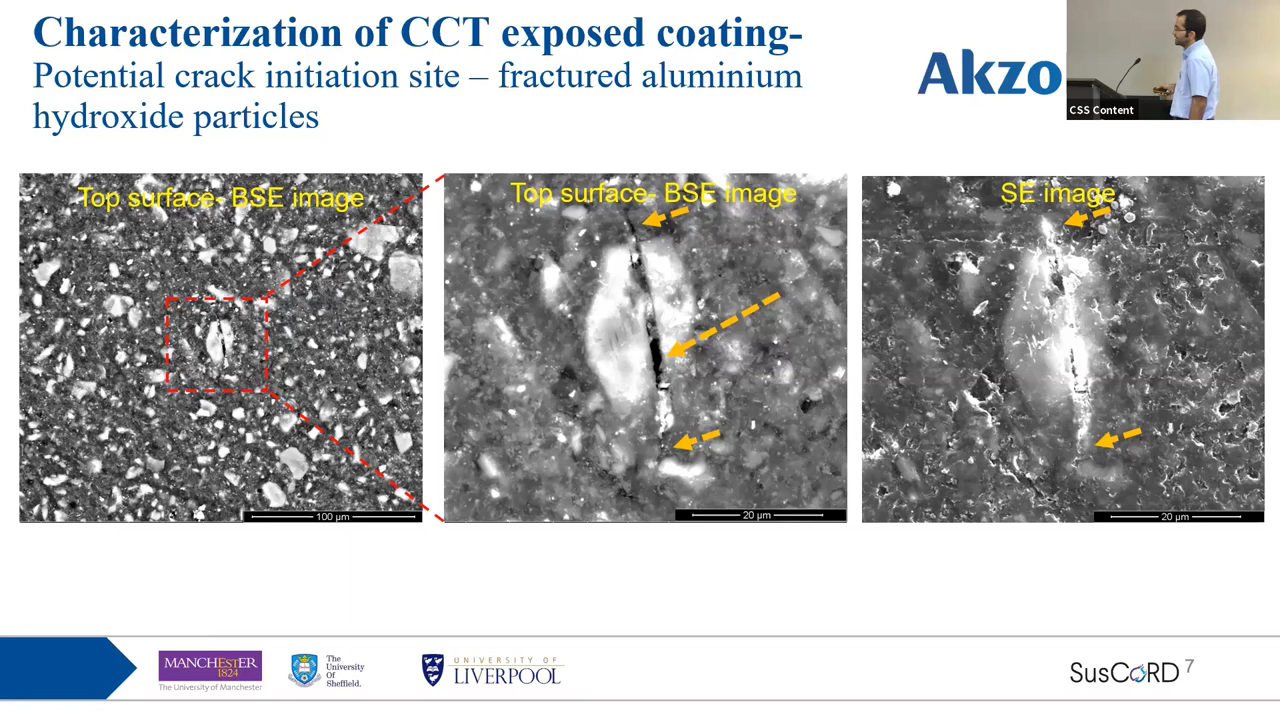 Characterization of CCT exposed coating-
Potential crack initiation site – fractured aluminium
hydroxide particles
Akzo
CSS Content
Top surface- BSE image
Top surface- BSE image
SE image
100 µm
20 µm
20 µm
MANCHESTER
1824
The University of Manchester
The
University
Of
Sheffield.
UNIVERSITY OF
LIVERPOOL
SusCoRD
7